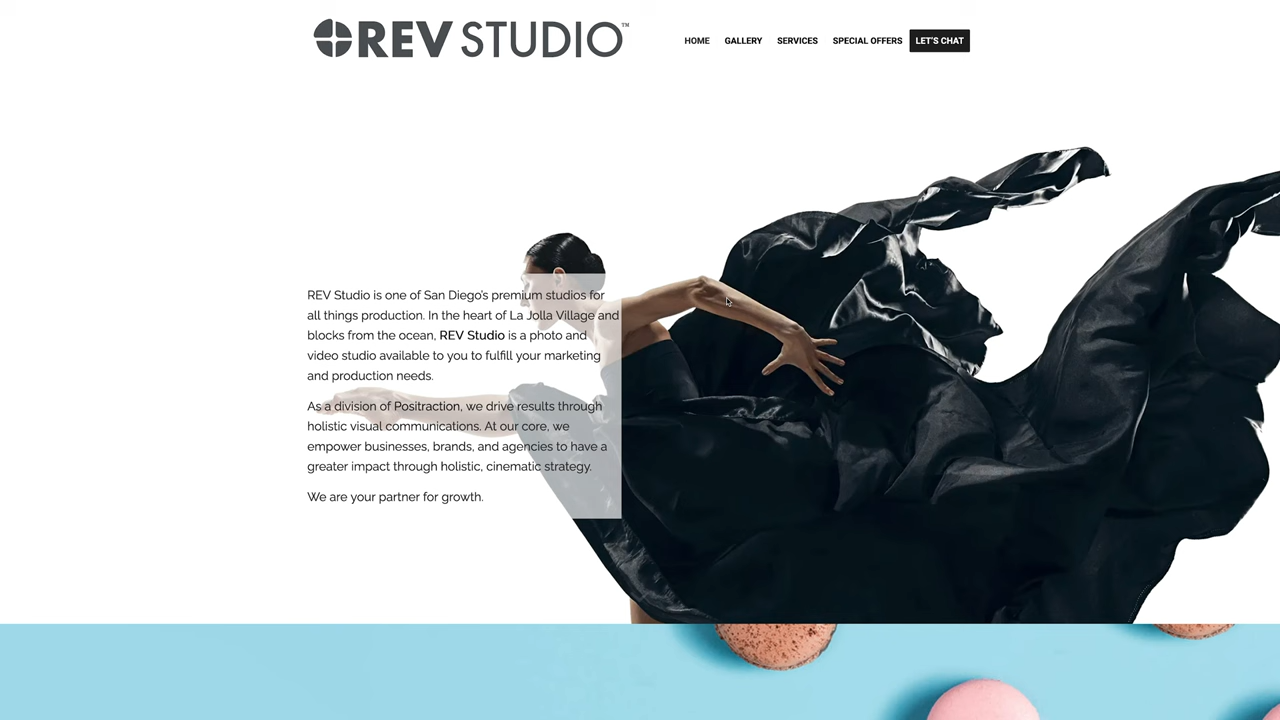 REV STUDIO™
HOME GALLERY SERVICES SPECIAL OFFERS LET'S CHAT
REV Studio is one of San Diego's premium studios for
all things production. In the heart of La Jolla Village and
blocks from the ocean, REV Studio is a photo and
video studio available to you to fulfill your marketing
and production needs.
As a division of Positraction, we drive results through
holistic visual communications. At our core, we
empower businesses, brands, and agencies to have a
greater impact through holistic, cinematic strategy.
We are your partner for growth.